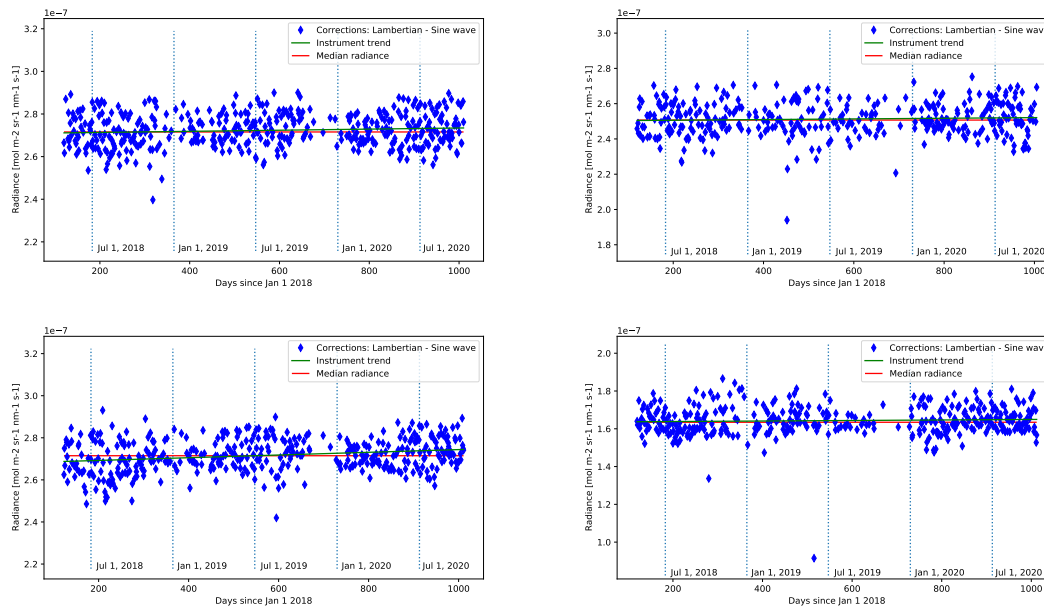 1e−7
Corrections: Lambertian - Sine wave
Instrument trend
Median radiance
Radiance [mol m-2 sr-1 nm-1 s-1]
3.2
3.0
2.8
2.6
2.4
2.2
Jul 1, 2018
Jan 1, 2019
Jul 1, 2019
Jan 1, 2020
Jul 1, 2020
200
400
600
800
1000
Days since Jan 1 2018
1e−7
Corrections: Lambertian - Sine wave
Instrument trend
Median radiance
Radiance [mol m-2 sr-1 nm-1 s-1]
3.0
2.8
2.6
2.4
2.2
2.0
1.8
Jul 1, 2018
Jan 1, 2019
Jul 1, 2019
Jan 1, 2020
Jul 1, 2020
200
400
600
800
1000
Days since Jan 1 2018
1e−7
Corrections: Lambertian - Sine wave
Instrument trend
Median radiance
Radiance [mol m-2 sr-1 nm-1 s-1]
3.2
3.0
2.8
2.6
2.4
2.2
Jul 1, 2018
Jan 1, 2019
Jul 1, 2019
Jan 1, 2020
Jul 1, 2020
200
400
600
800
1000
Days since Jan 1 2018
1e−7
Corrections: Lambertian - Sine wave
Instrument trend
Median radiance
Radiance [mol m-2 sr-1 nm-1 s-1]
2.0
1.8
1.6
1.4
1.2
1.0
Jul 1, 2018
Jan 1, 2019
Jul 1, 2019
Jan 1, 2020
Jul 1, 2020
200
400
600
800
1000
Days since Jan 1 2018